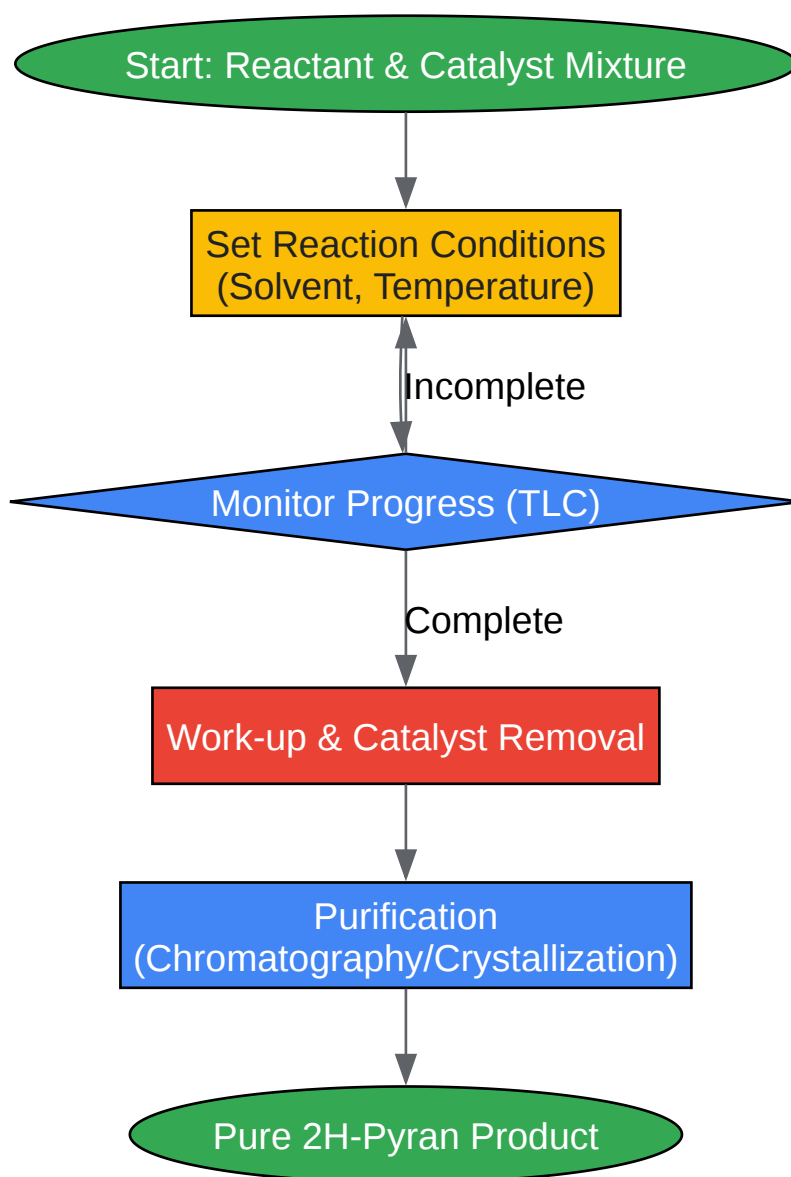 Start: Reactant & Catalyst Mixture
Set Reaction Conditions
(Solvent, Temperature)
Incomplete
Monitor Progress (TLC)
Complete
Work-up & Catalyst Removal
Purification
(Chromatography/Crystallization)
Pure 2H-Pyran Product